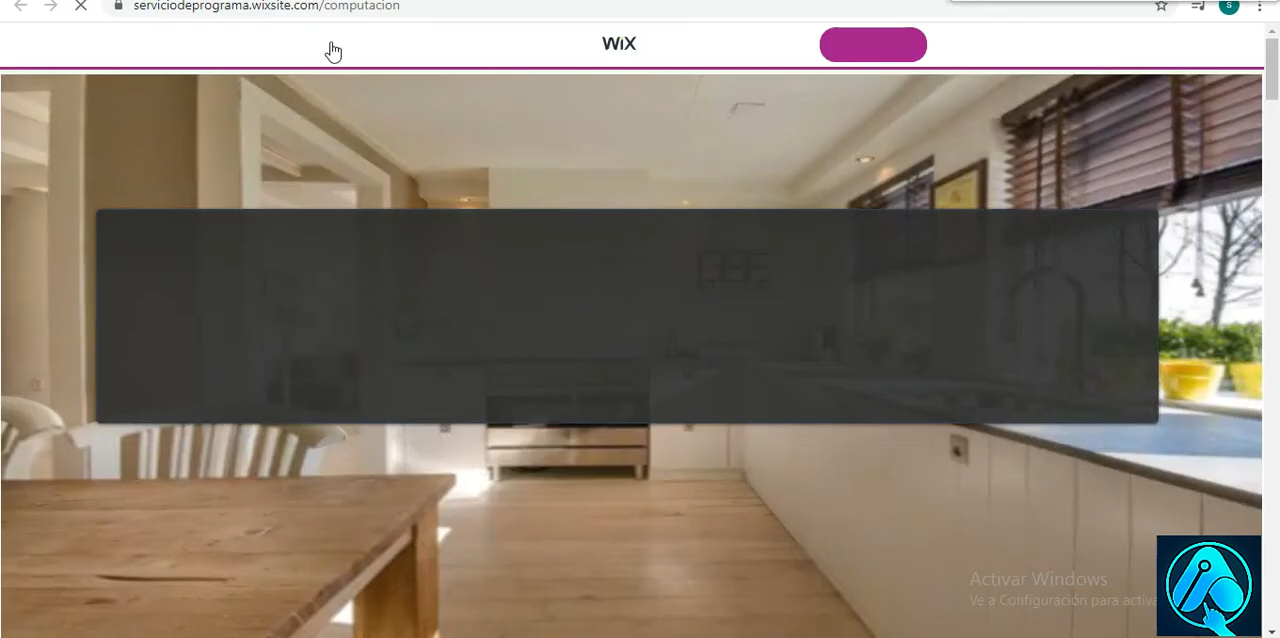 serviciodeprograma.wixsite.com/computacion
s
WiX
Activar Windows
Ve a Configuración para activa